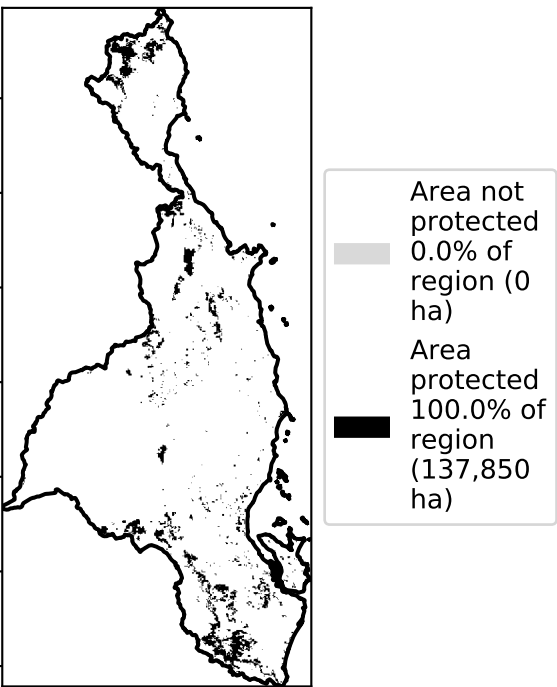 Area not
protected
0.0% of
region (0
ha)
Area
protected
100.0% of
region
(137,850
ha)